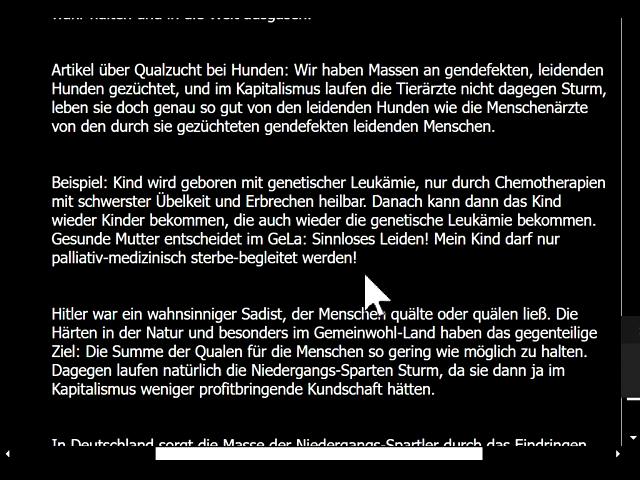 Artikel über Qualzucht bei Hunden: Wir haben Massen an gendefekten, leidenden
Hunden gezüchtet, und im Kapitalismus laufen die Tierärzte nicht dagegen Sturm,
leben sie doch genau so gut von den leidenden Hunden wie die Menschenärzte
von den durch sie gezüchteten gendefekten leidenden Menschen.
Beispiel: Kind wird geboren mit genetischer Leukämie, nur durch Chemotherapien
mit schwerster Übelkeit und Erbrechen heilbar. Danach kann dann das Kind
wieder Kinder bekommen, die auch wieder die genetische Leukämie bekommen.
Gesunde Mutter entscheidet im GeLa: Sinnloses Leiden! Mein Kind darf nur
palliativ-medizinisch sterbe-begleitet werden!
Hitler war ein wahnsinniger Sadist, der Menschen quälte oder quälen ließ. Die
Härten in der Natur und besonders im Gemeinwohl-Land haben das gegenteilige
Ziel: Die Summe der Qualen für die Menschen so gering wie möglich zu halten.
Dagegen laufen natürlich die Niedergangs-Sparten Sturm, da sie dann ja im
Kapitalismus weniger profitbringende Kundschaft hätten.
In Deutschland sorgt die Masse der Niedergangs-Spartler durch das Eindringen